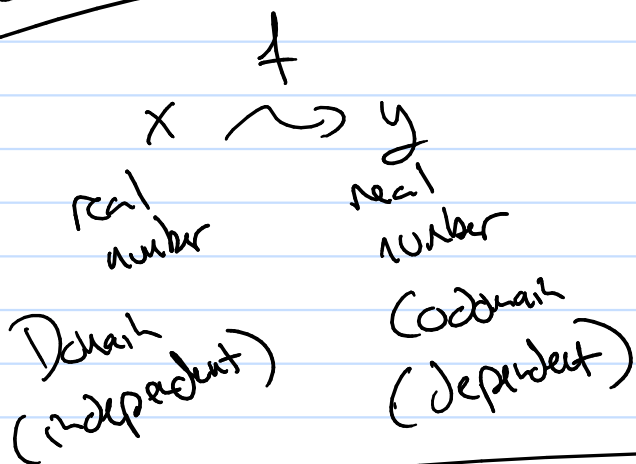 f
x ⤳ y
real real
number number
Domain Codomain
(independent) (dependent)